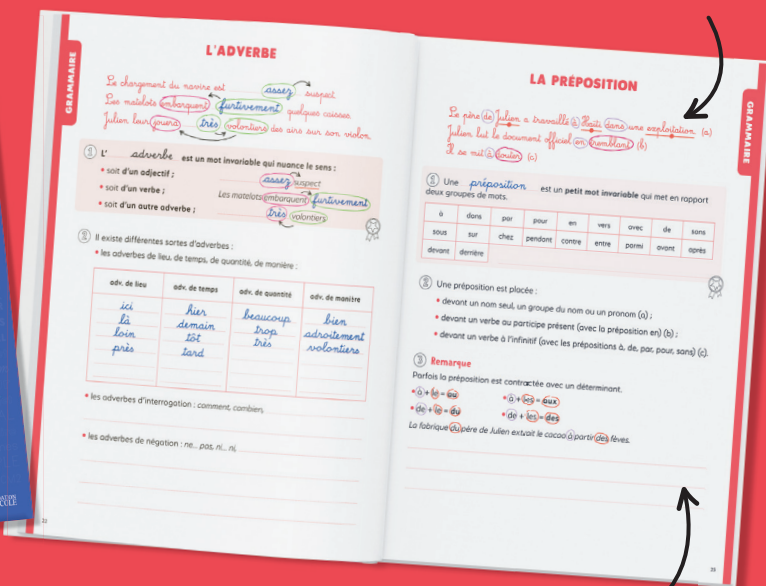 GRAMMAIRE
L'ADVERBE
Le chargement du navire est assez suspect.
Les matelots embarquent furtivement quelques caisses.
Julien leur jouera très volontiers des airs sur son violon.
1 L' adverbe est un mot invariable qui nuance le sens :
• soit d'un adjectif ; assez suspect
• soit d'un verbe ; Les matelots embarquent furtivement
• soit d'un autre adverbe ; très volontiers
2 Il existe différentes sortes d'adverbes :
• les adverbes de lieu, de temps, de quantité, de manière :
adv. de lieu adv. de temps adv. de quantité adv. de manière
ici hier beaucoup bien
là demain trop adroitement
loin tôt très volontiers
près tard
• les adverbes d'interrogation : comment, combien,
• les adverbes de négation : ne... pas, ni... ni,
32
LA PRÉPOSITION
GRAMMAIRE
Le père de Julien a travaillé à Haïti dans une exploitation. (a)
Julien lut le document officiel en tremblant. (b)
Il se mit à douter. (c)
1 Une préposition est un petit mot invariable qui met en rapport
deux groupes de mots.
à dans par pour en vers avec de sans
sous sur chez pendant contre entre parmi avant après
devant derrière
2 Une préposition est placée :
• devant un nom seul, un groupe du nom ou un pronom (a) ;
• devant un verbe au participe présent (avec la préposition en) (b) ;
• devant un verbe à l'infinitif (avec les prépositions à, de, par, pour, sans) (c).
3 Remarque
Parfois la préposition est contractée avec un déterminant.
• à + le = au • à + les = aux
• de + le = du • de + les = des
La fabrique du père de Julien extrait le cacao à partir des fèves.